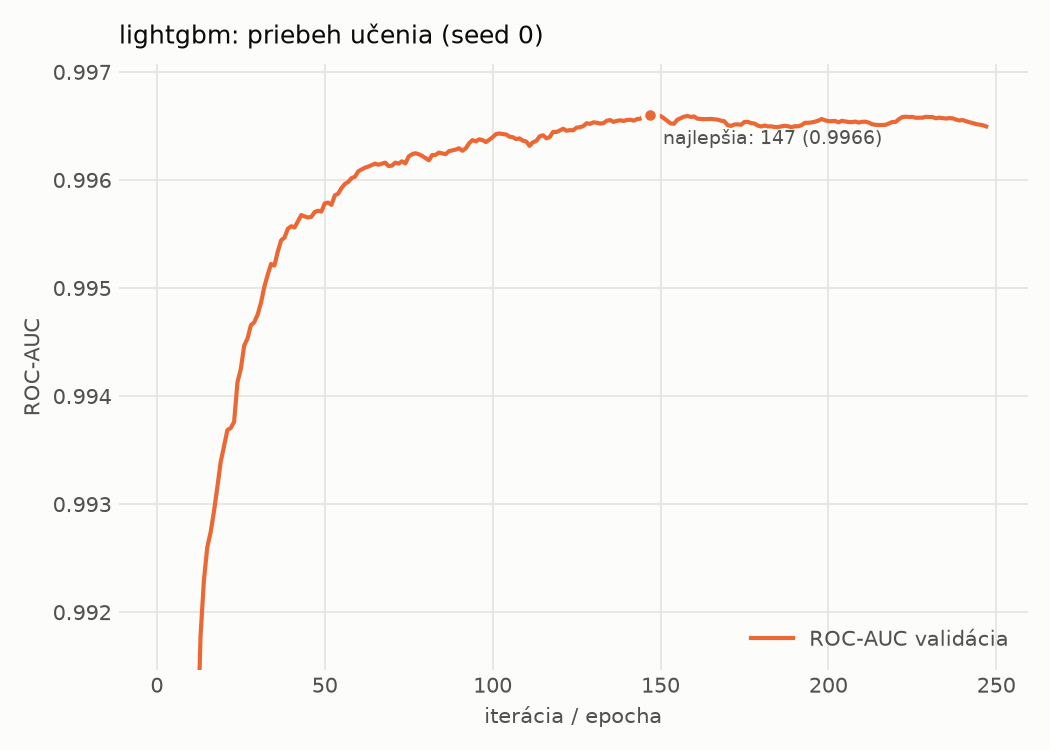 lightgbm: priebeh učenia (seed 0)
0.997
najlepšia: 147 (0.9966)
0.996
0.995
0.994
0.993
0.992
ROC-AUC
ROC-AUC validácia
0 50 100 150 200 250
iterácia / epocha